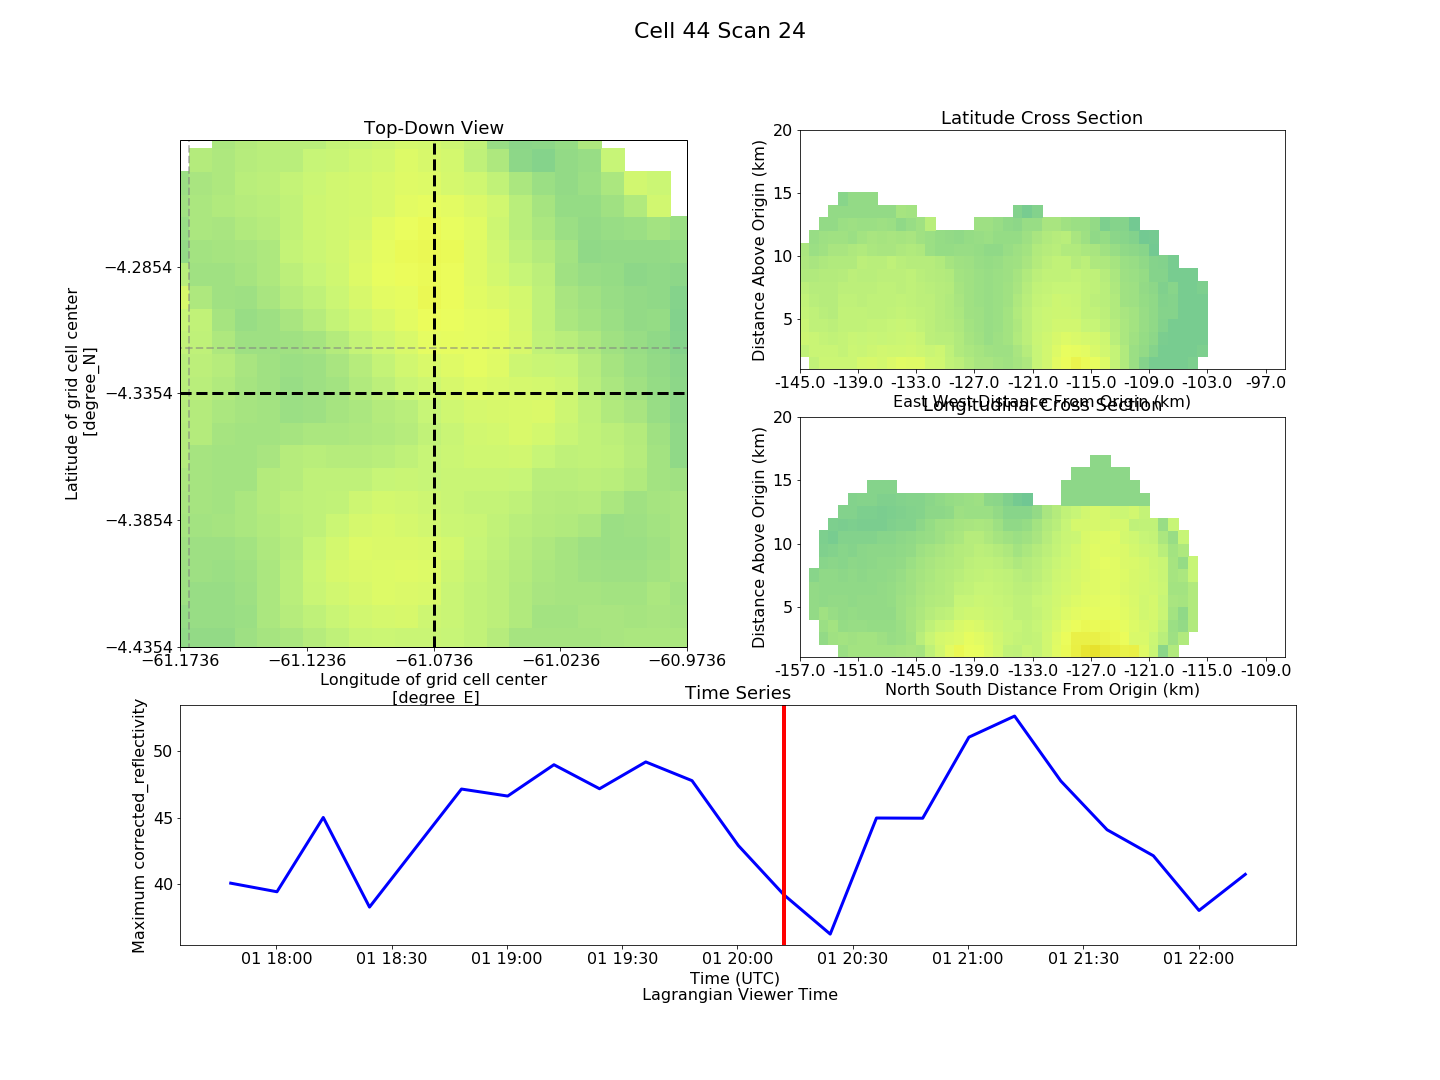 Cell 44 Scan 24
Top-Down View
−4.2854
−4.3354
−4.3854
−4.4354
Latitude of grid cell center
[degree_N]
−61.1736 −61.1236 −61.0736 −61.0236 −60.9736
Longitude of grid cell center
[degree_E]
Latitude Cross Section
20
15
10
5
Distance Above Origin (km)
-145.0 -139.0 -133.0 -127.0 -121.0 -115.0 -109.0 -103.0 -97.0
East West Distance From Origin (km)
Longitudinal Cross Section
20
15
10
5
Distance Above Origin (km)
-157.0 -151.0 -145.0 -139.0 -133.0 -127.0 -121.0 -115.0 -109.0
North South Distance From Origin (km)
Time Series
50
45
40
Maximum corrected_reflectivity
01 18:00 01 18:30 01 19:00 01 19:30 01 20:00 01 20:30 01 21:00 01 21:30 01 22:00
Time (UTC)
Lagrangian Viewer Time